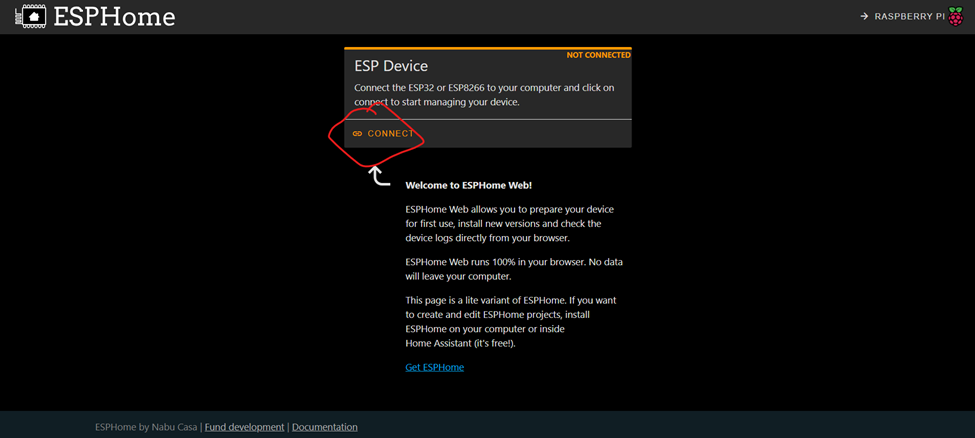 ESPHome
RASPBERRY PI
NOT CONNECTED
ESP Device
Connect the ESP32 or ESP8266 to your computer and click on
connect to start managing your device.
CONNECT
Welcome to ESPHome Web!
ESPHome Web allows you to prepare your device
for first use, install new versions and check the
device logs directly from your browser.
ESPHome Web runs 100% in your browser. No data
will leave your computer.
This page is a lite variant of ESPHome. If you want
to create and edit ESPHome projects, install
ESPHome on your computer or inside
Home Assistant (it's free!).
Get ESPHome
ESPHome by Nabu Casa | Fund development | Documentation